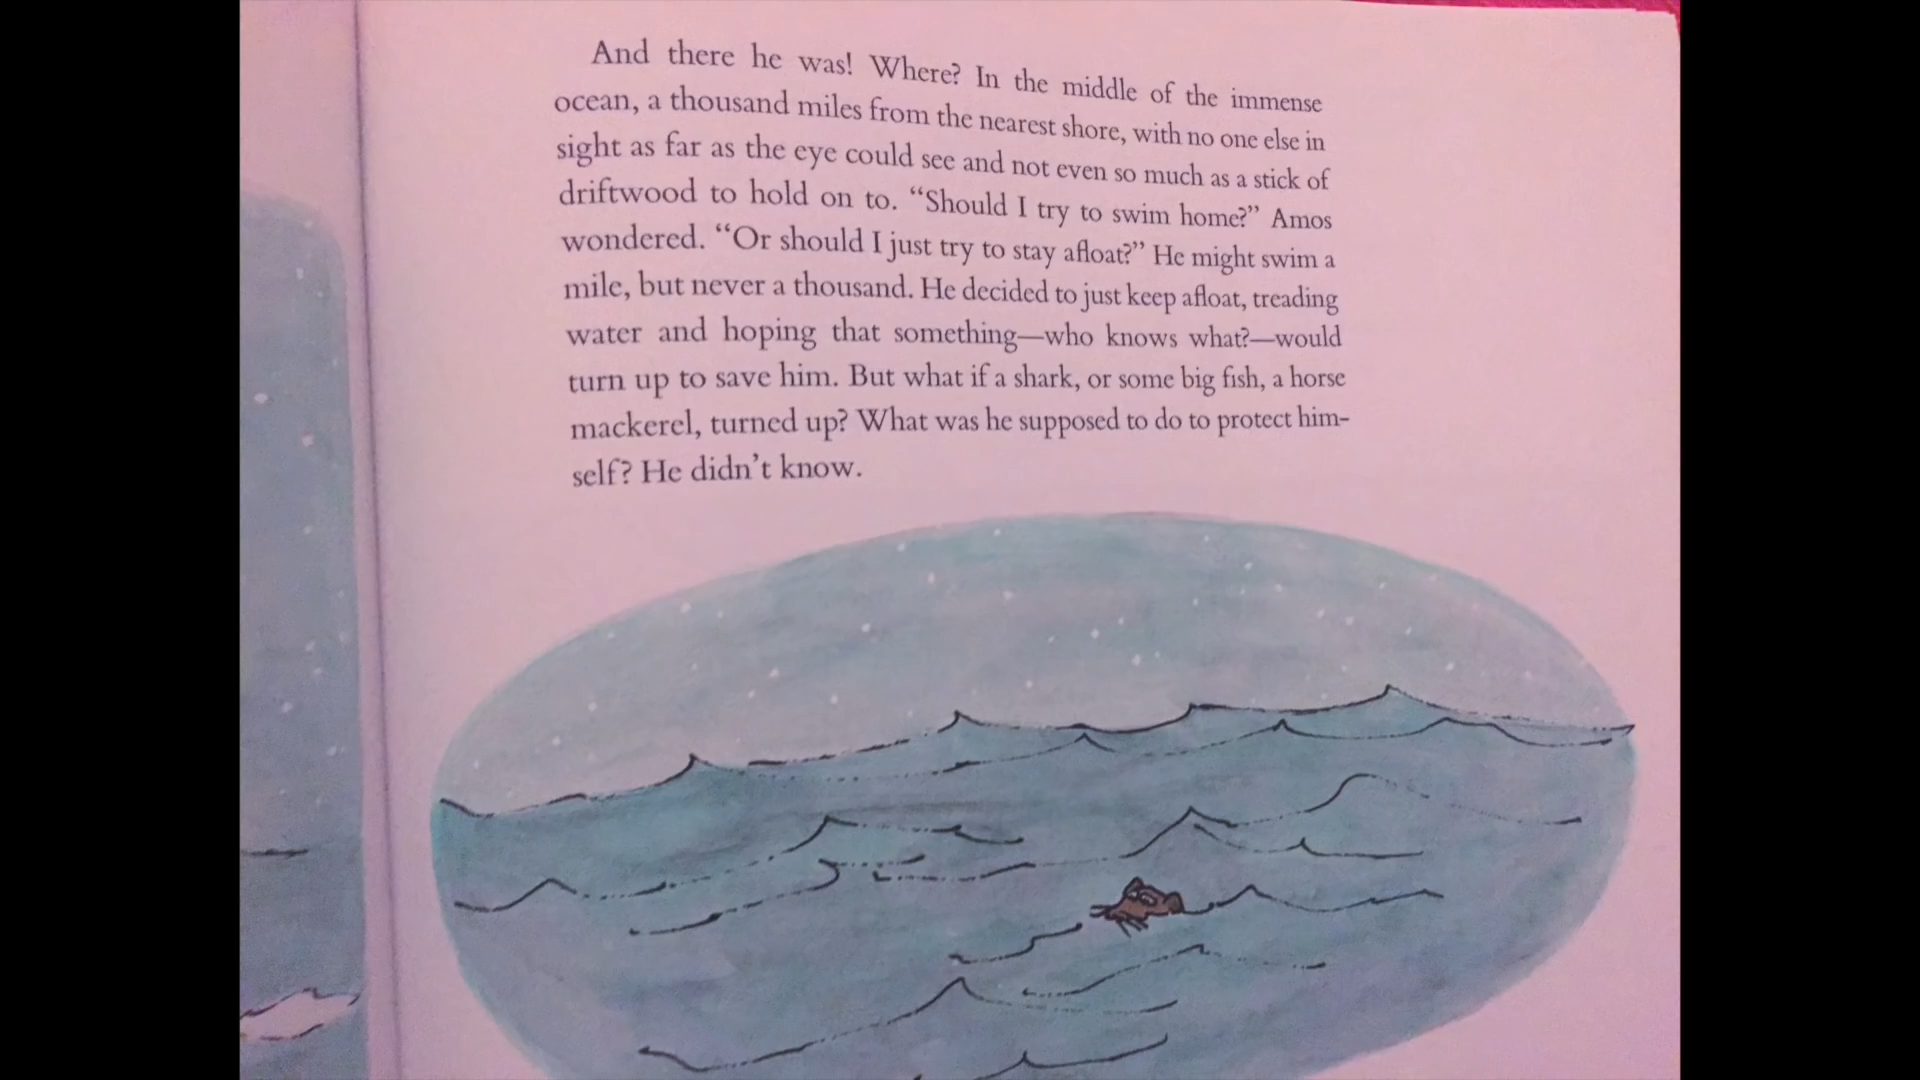 And there he was! Where? In the middle of the immense
ocean, a thousand miles from the nearest shore, with no one else in
sight as far as the eye could see and not even so much as a stick of
driftwood to hold on to. “Should I try to swim home?” Amos
wondered. “Or should I just try to stay afloat?” He might swim a
mile, but never a thousand. He decided to just keep afloat, treading
water and hoping that something—who knows what?—would
turn up to save him. But what if a shark, or some big fish, a horse
mackerel, turned up? What was he supposed to do to protect him-
self? He didn’t know.